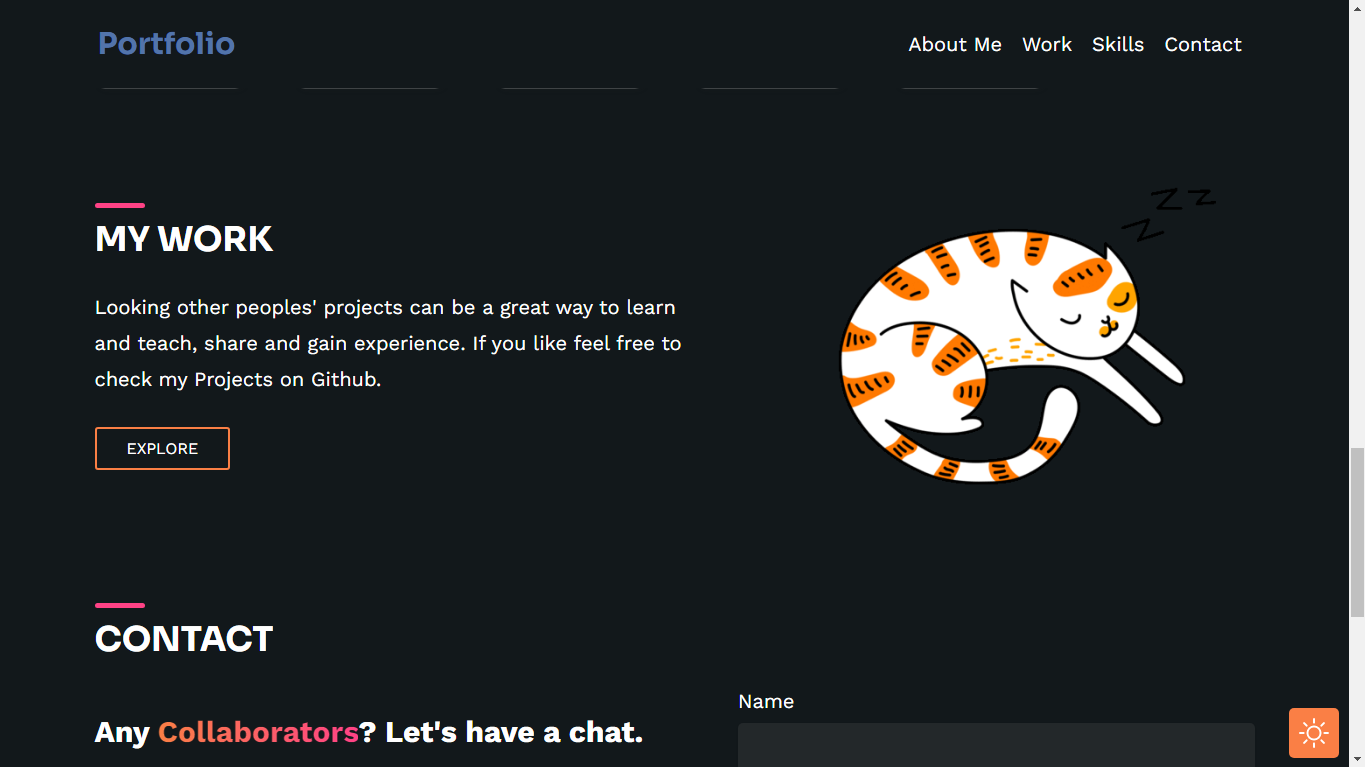 Portfolio
About Me Work Skills Contact
Z Z Z
MY WORK
Looking other peoples' projects can be a great way to learn
and teach, share and gain experience. If you like feel free to
check my Projects on Github.
EXPLORE
CONTACT
Any Collaborators? Let's have a chat.
Name